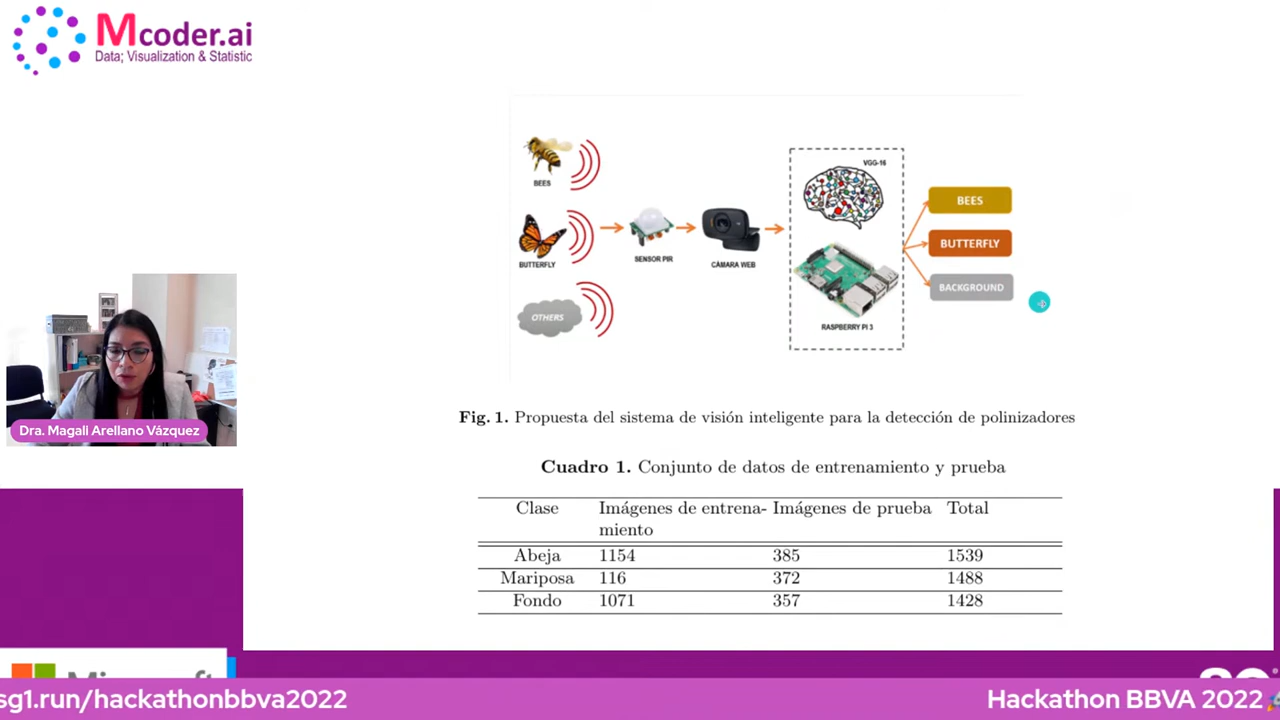 Mcoder.ai
Data; Visualization & Statistic
BEES
BUTTERFLY
OTHERS
SENSOR PIR
CÁMARA WEB
VGG-16
RASPBERRY PI 3
BEES
BUTTERFLY
BACKGROUND
Fig. 1. Propuesta del sistema de visión inteligente para la detección de polinizadores
Cuadro 1. Conjunto de datos de entrenamiento y prueba
Clase Imágenes de entrena- Imágenes de prueba Total
miento
Abeja 1154 385 1539
Mariposa 116 372 1488
Fondo 1071 357 1428
Dra. Magali Arellano Vázquez
sg1.run/hackathonbbva2022
Hackathon BBVA 2022